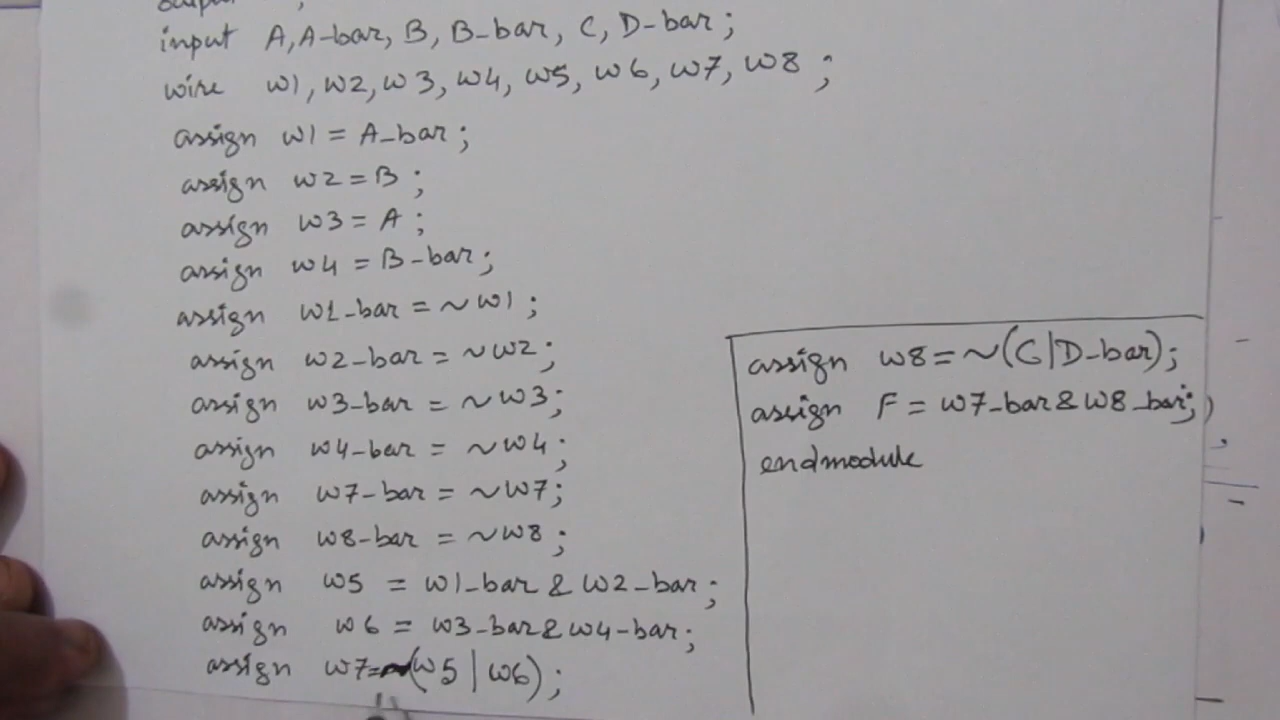 input A, A-bar, B, B-bar, C, D-bar;
wire w1, w2, w3, w4, w5, w6, w7, w8;
assign w1 = A-bar;
assign w2 = B;
assign w3 = A;
assign w4 = B-bar;
assign w1-bar = ~w1;
assign w2-bar = ~w2;
assign w3-bar = ~w3;
assign w4-bar = ~w4;
assign w7-bar = ~w7;
assign w8-bar = ~w8;
assign w5 = w1-bar & w2-bar;
assign w6 = w3-bar & w4-bar;
assign w7 = ~(w5 | w6);
assign w8 = ~(C|D-bar);
assign F = w7-bar & w8-bar;
endmodule